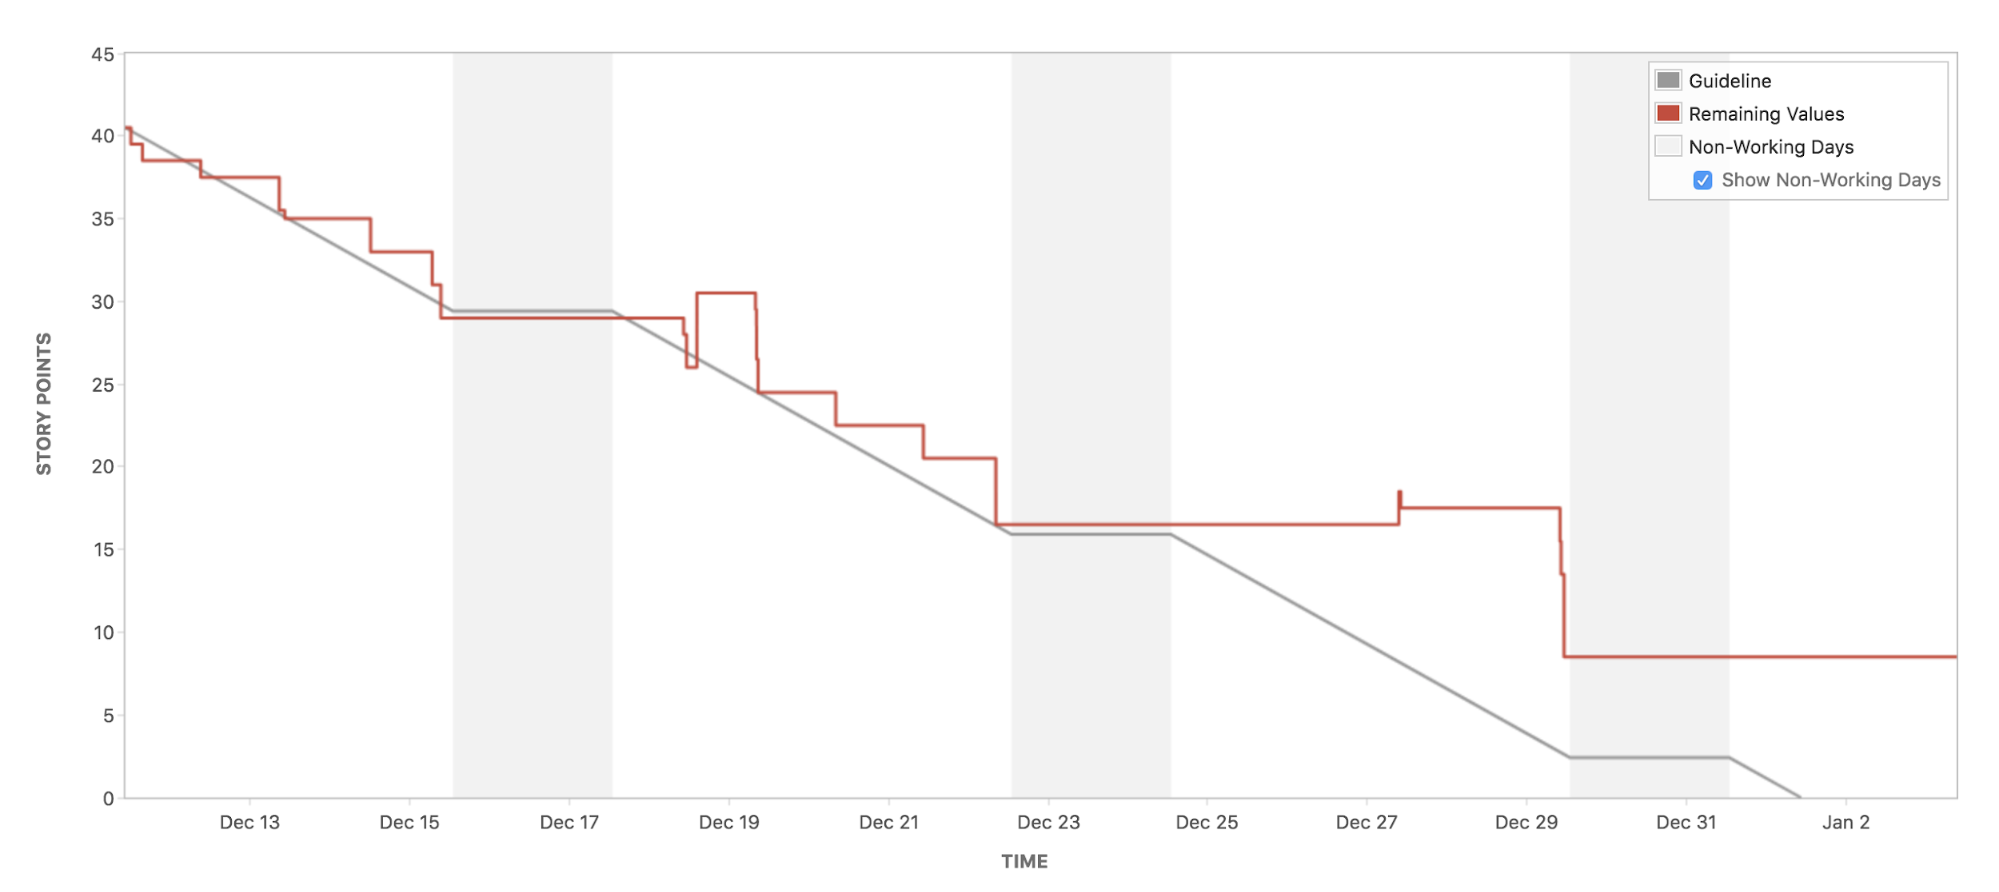 45
40
35
30
25
20
15
10
5
0
STORY POINTS
Guideline
Remaining Values
Non-Working Days
Show Non-Working Days
Dec 13 Dec 15 Dec 17 Dec 19 Dec 21 Dec 23 Dec 25 Dec 27 Dec 29 Dec 31 Jan 2
TIME